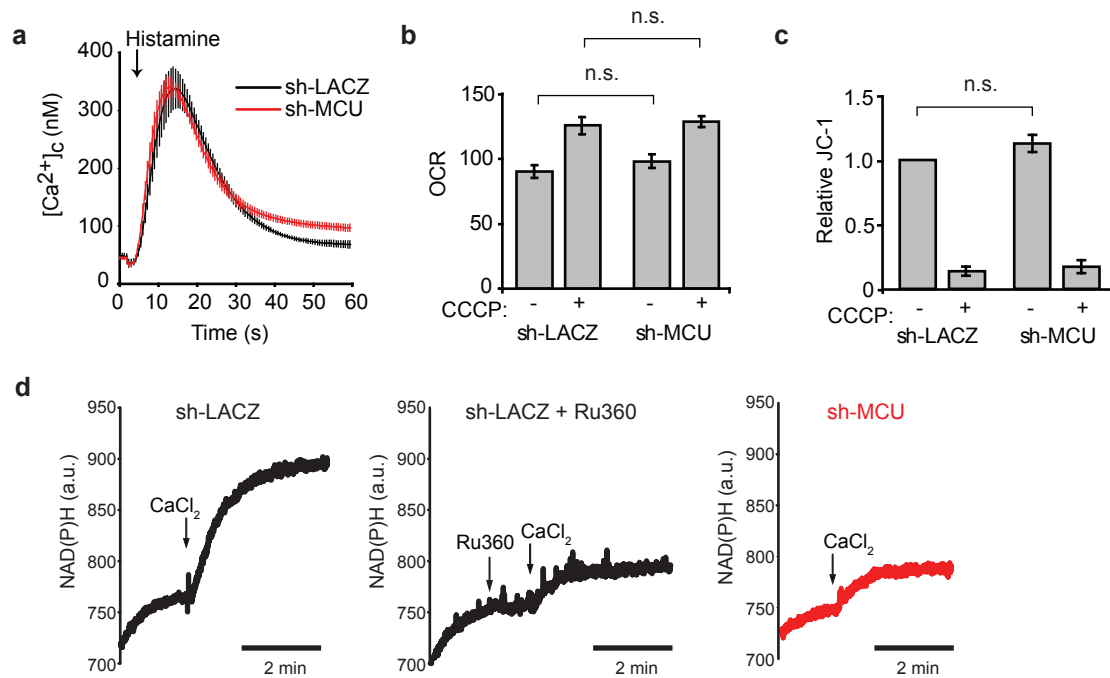 a
Histamine
sh-LACZ
sh-MCU
[Ca2+]c (nM)
400
300
200
100
0
0 10 20 30 40 50 60
Time (s)
b
n.s.
n.s.
OCR
150
100
50
0
CCCP: - + - +
sh-LACZ sh-MCU
c
n.s.
Relative JC-1
1.5
1.0
0.5
0
CCCP: - + - +
sh-LACZ sh-MCU
d
sh-LACZ
NAD(P)H (a.u.)
950
900
850
800
750
700
CaCl2
2 min
sh-LACZ + Ru360
NAD(P)H (a.u.)
950
900
850
800
750
700
Ru360
CaCl2
2 min
sh-MCU
NAD(P)H (a.u.)
950
900
850
800
750
700
CaCl2
2 min